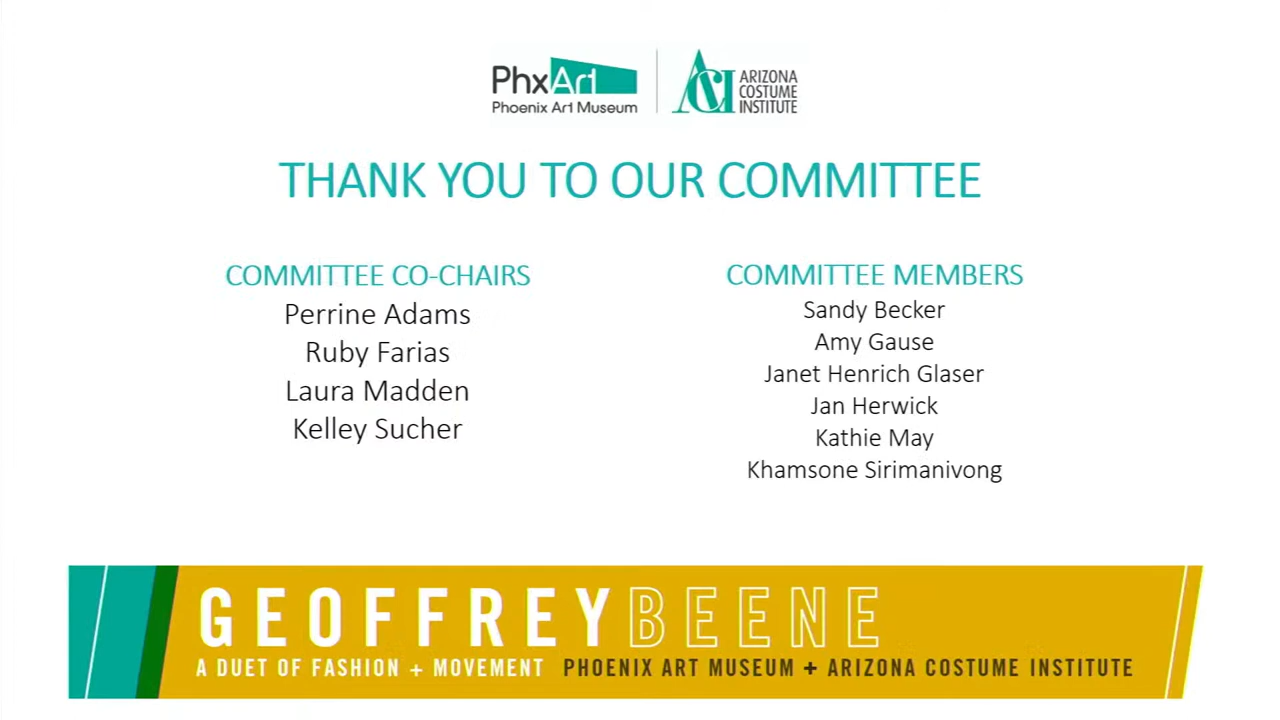 PhxArt
Phoenix Art Museum
ACI
ARIZONA
COSTUME
INSTITUTE
THANK YOU TO OUR COMMITTEE
COMMITTEE CO-CHAIRS
Perrine Adams
Ruby Farias
Laura Madden
Kelley Sucher
COMMITTEE MEMBERS
Sandy Becker
Amy Gause
Janet Henrich Glaser
Jan Herwick
Kathie May
Khamsone Sirimanivong
GEOFFREY BEENE
A DUET OF FASHION + MOVEMENT PHOENIX ART MUSEUM + ARIZONA COSTUME INSTITUTE